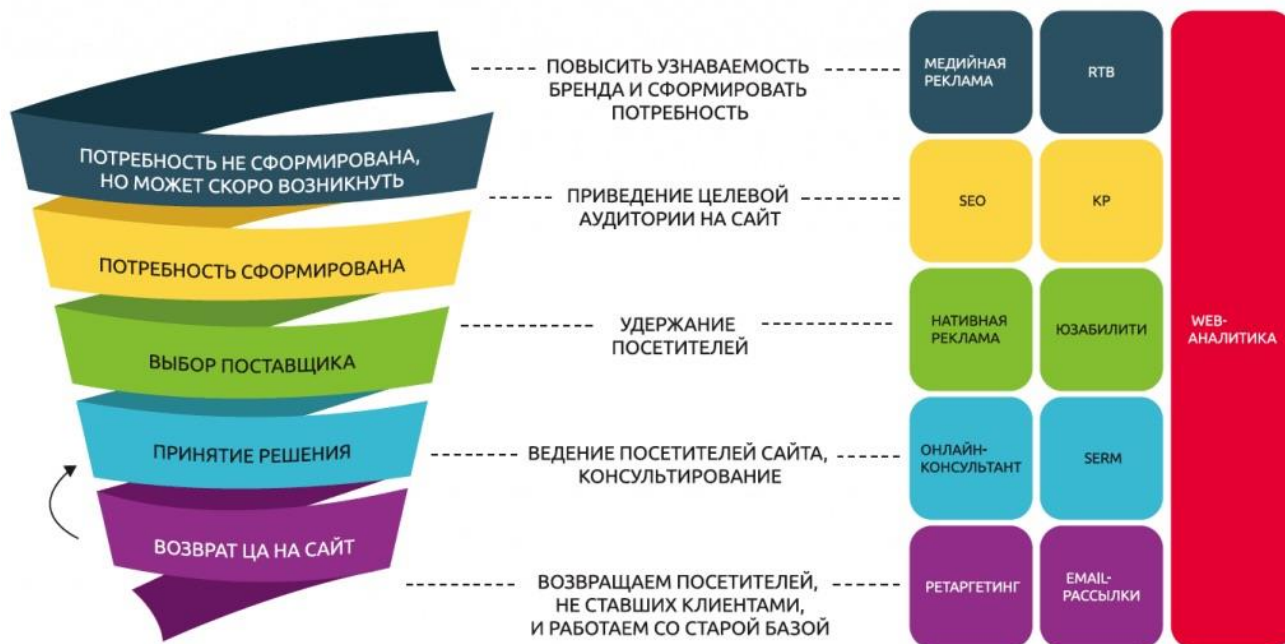 ПОВЫСИТЬ УЗНАВАЕМОСТЬ
БРЕНДА И СФОРМИРОВАТЬ
ПОТРЕБНОСТЬ
МЕДИЙНАЯ
РЕКЛАМА
RTB
ПОТРЕБНОСТЬ НЕ СФОРМИРОВАНА,
НО МОЖЕТ СКОРО ВОЗНИКНУТЬ
ПРИВЕДЕНИЕ ЦЕЛЕВОЙ
АУДИТОРИИ НА САЙТ
SEO
КР
ПОТРЕБНОСТЬ СФОРМИРОВАНА
УДЕРЖАНИЕ
ПОСЕТИТЕЛЕЙ
НАТИВНАЯ
РЕКЛАМА
ЮЗАБИЛИТИ
WEB-
АНАЛИТИКА
ВЫБОР ПОСТАВЩИКА
ПРИНЯТИЕ РЕШЕНИЯ
ВЕДЕНИЕ ПОСЕТИТЕЛЕЙ САЙТА,
КОНСУЛЬТИРОВАНИЕ
ОНЛАЙН-
КОНСУЛЬТАНТ
SERM
ВОЗВРАТ ЦА НА САЙТ
ВОЗВРАЩАЕМ ПОСЕТИТЕЛЕЙ,
НЕ СТАВШИХ КЛИЕНТАМИ,
И РАБОТАЕМ СО СТАРОЙ БАЗОЙ
РЕТАРГЕТИНГ
EMAIL-
РАССЫЛКИ